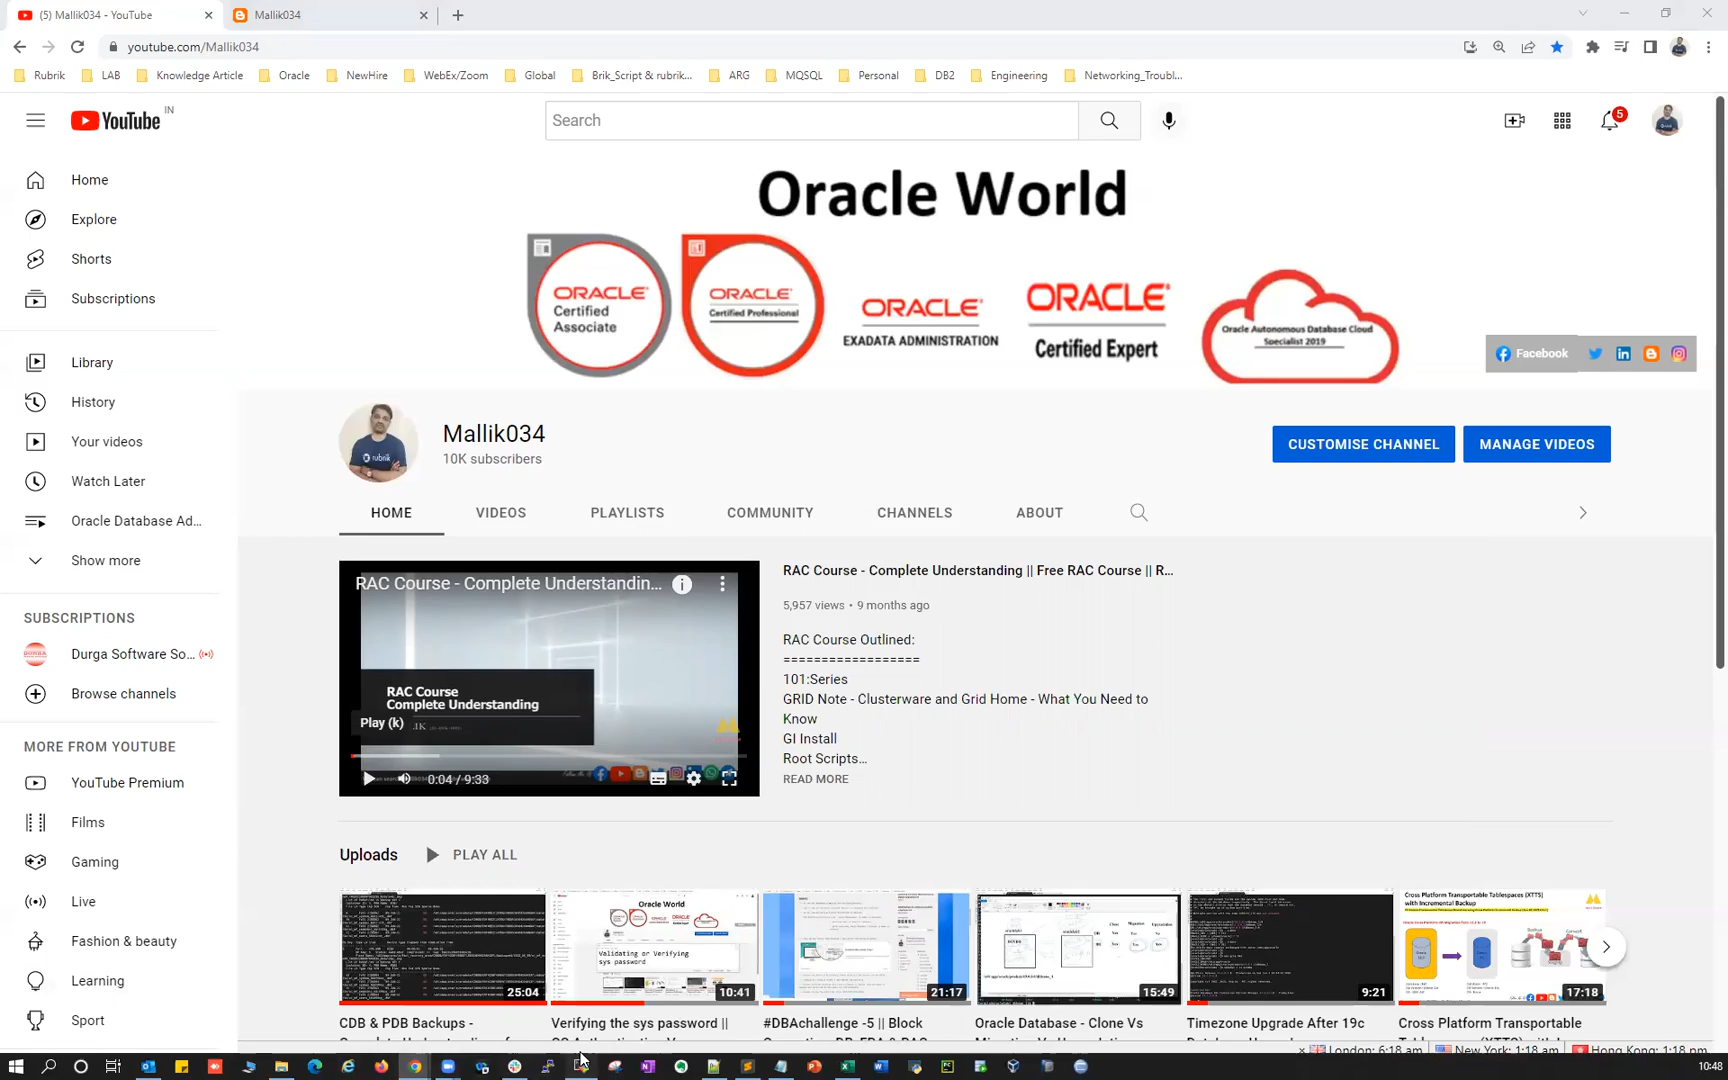 (5) Mallik034 - YouTube
Mallik034
youtube.com/Mallik034
Rubrik
LAB
Knowledge Article
Oracle
NewHire
WebEx/Zoom
Global
Brik_Script & rubrik...
ARG
MQSQL
Personal
DB2
Engineering
Networking_Troubl...
YouTube IN
Search
5
Home
Explore
Shorts
Subscriptions
Library
History
Your videos
Watch Later
Oracle Database Ad...
Show more
SUBSCRIPTIONS
Durga Software So...
Browse channels
MORE FROM YOUTUBE
YouTube Premium
Films
Gaming
Live
Fashion & beauty
Learning
Sport
Oracle World
ORACLE
Certified
Associate
ORACLE
Certified Professional
ORACLE
EXADATA ADMINISTRATION
ORACLE
Certified Expert
Oracle Autonomous Database Cloud
Specialist 2019
Facebook
rubrik
Mallik034
10K subscribers
CUSTOMISE CHANNEL
MANAGE VIDEOS
HOME
VIDEOS
PLAYLISTS
COMMUNITY
CHANNELS
ABOUT
RAC Course - Complete Understandin...
RAC Course
Complete Understanding
Play (k)
0:04 / 9:33
RAC Course - Complete Understanding || Free RAC Course || R...
5,957 views • 9 months ago
RAC Course Outlined:
==================
101:Series
GRID Note - Clusterware and Grid Home - What You Need to
Know
GI Install
Root Scripts...
READ MORE
Uploads
PLAY ALL
25:04
Oracle World
Validating or Verifying
sys password
10:41
21:17
15:49
9:21
Cross Platform Transportable Tablespaces (XTTS)
with Incremental Backup
17:18
CDB & PDB Backups -
Verifying the sys password ||
#DBAchallenge -5 || Block
Oracle Database - Clone Vs
Timezone Upgrade After 19c
Cross Platform Transportable
London: 6:18 am
New York: 1:18 am
Hong Kong: 1:18 pm
10:48